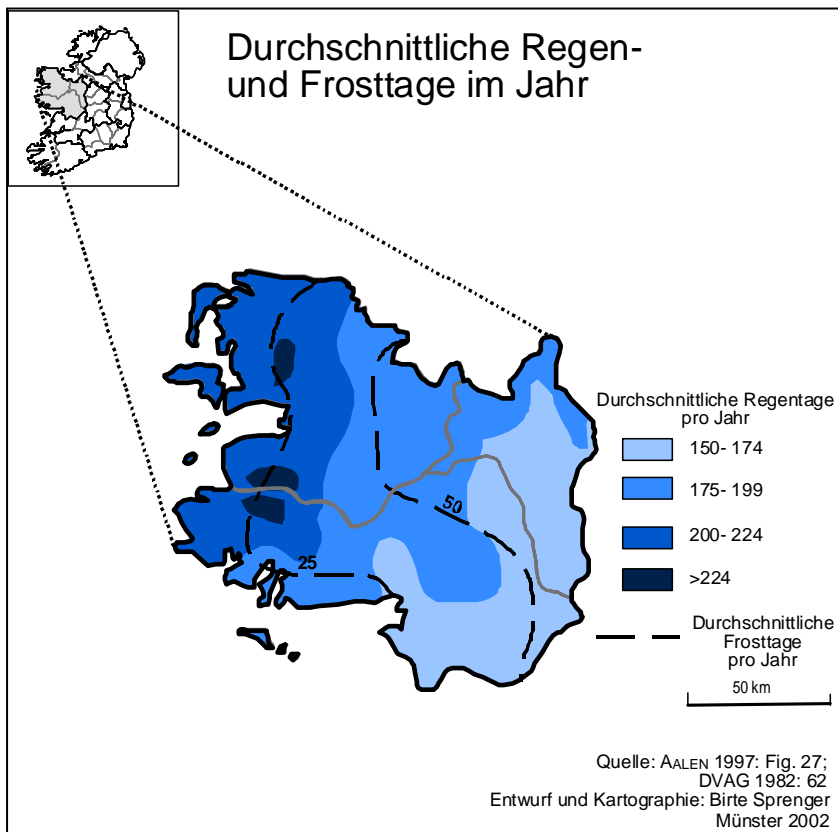 Durchschnittliche Regen-
und Frosttage im Jahr
Durchschnittliche Regentage
pro Jahr
150- 174
175- 199
200- 224
>224
50
25
Durchschnittliche
Frosttage
pro Jahr
50 km
Quelle: AALEN 1997: Fig. 27;
DVAG 1982: 62
Entwurf und Kartographie: Birte Sprenger
Münster 2002